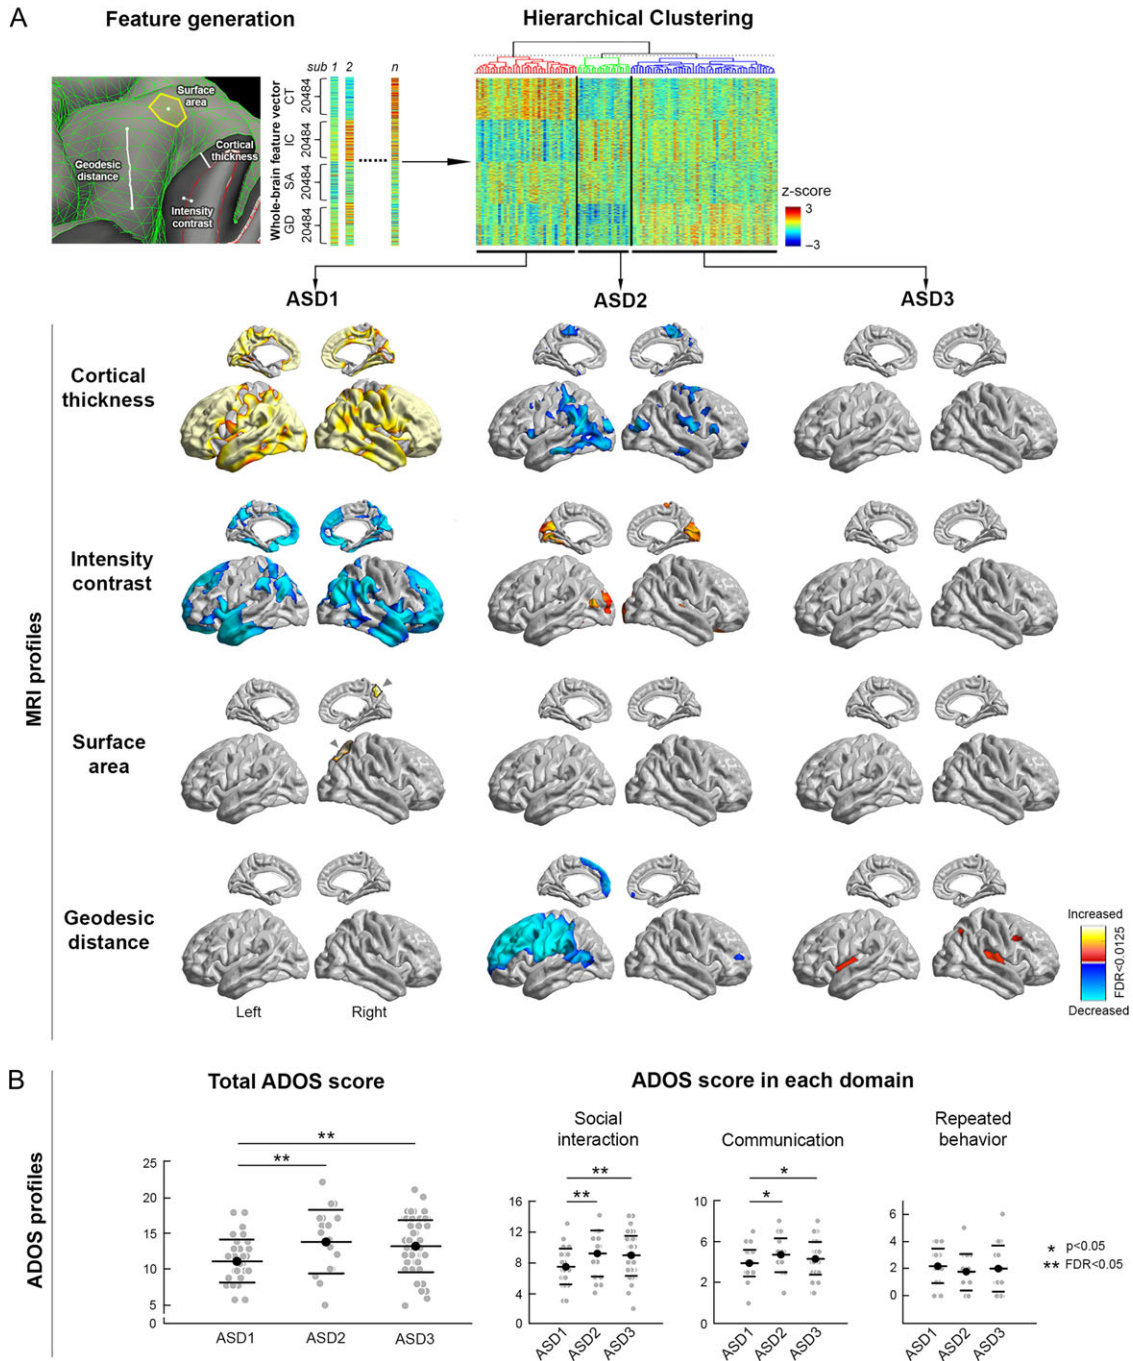 A
Feature generation
Hierarchical Clustering
Surface
area
Cortical
thickness
Geodesic
distance
Intensity
contrast
Whole-brain feature vector
sub 1 2 n
CT
20484
IC
20484
SA
20484
GD
20484
z-score
3
−3
ASD1
ASD2
ASD3
MRI profiles
Cortical
thickness
Intensity
contrast
Surface
area
Geodesic
distance
Left
Right
Increased
FDR<0.0125
Decreased
B
ADOS profiles
Total ADOS score
**
**
25
20
15
10
5
0
ASD1
ASD2
ASD3
ADOS score in each domain
Social
interaction
**
**
16
12
8
4
0
ASD1
ASD2
ASD3
Communication
*
*
10
6
2
0
ASD1
ASD2
ASD3
Repeated
behavior
6
4
2
0
ASD1
ASD2
ASD3
* p<0.05
** FDR<0.05